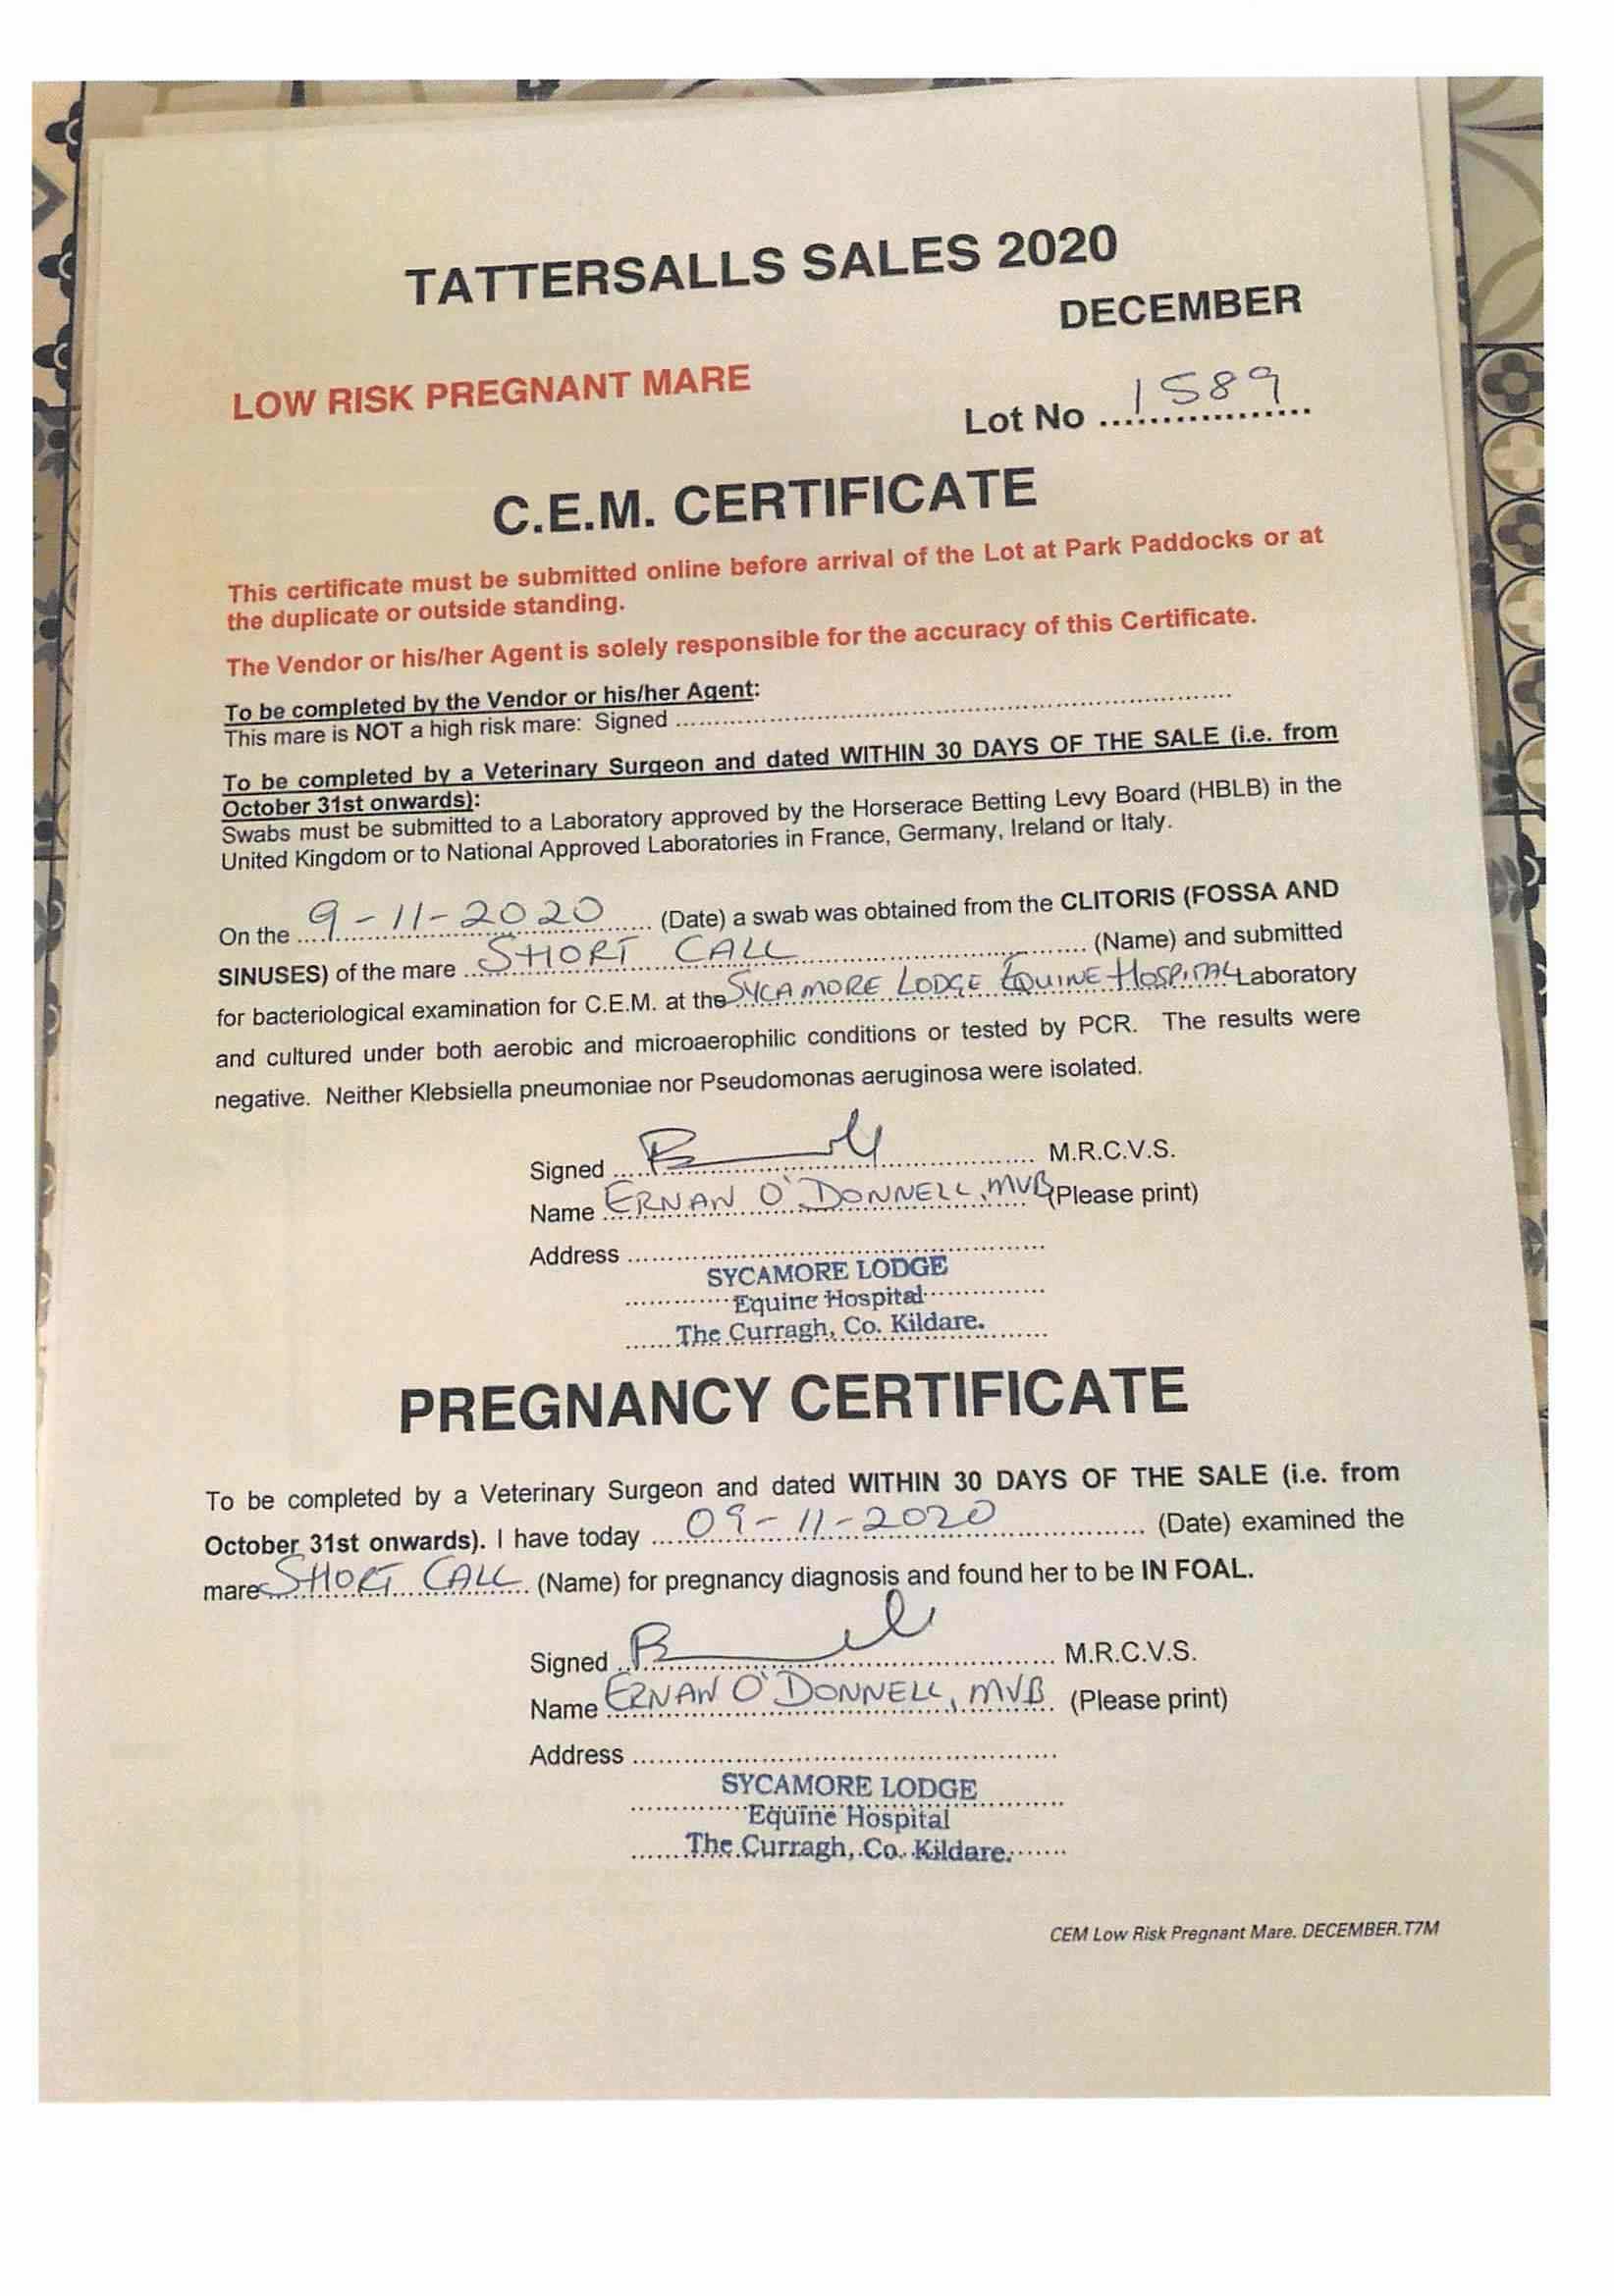 TATTERSALLS SALES 2020
DECEMBER
LOW RISK PREGNANT MARE
Lot No 1589
C.E.M. CERTIFICATE
This certificate must be submitted online before arrival of the Lot at Park Paddocks or at
the duplicate or outside standing.
The Vendor or his/her Agent is solely responsible for the accuracy of this Certificate.
To be completed by the Vendor or his/her Agent:
This mare is NOT a high risk mare: Signed
To be completed by a Veterinary Surgeon and dated WITHIN 30 DAYS OF THE SALE (i.e. from
October 31st onwards):
Swabs must be submitted to a Laboratory approved by the Horserace Betting Levy Board (HBLB) in the
United Kingdom or to National Approved Laboratories in France, Germany, Ireland or Italy.
On the 9-11-2020 (Date) a swab was obtained from the CLITORIS (FOSSA AND
SINUSES) of the mare SHORT CALL (Name) and submitted
for bacteriological examination for C.E.M. at the SYCAMORE LODGE EQUINE HOSPITAL Laboratory
and cultured under both aerobic and microaerophilic conditions or tested by PCR. The results were
negative. Neither Klebsiella pneumoniae nor Pseudomonas aeruginosa were isolated.
Signed M.R.C.V.S.
Name ERNAN O'DONNELL, MVB (Please print)
Address
SYCAMORE LODGE
Equine Hospital
The Curragh, Co. Kildare.
PREGNANCY CERTIFICATE
To be completed by a Veterinary Surgeon and dated WITHIN 30 DAYS OF THE SALE (i.e. from
October 31st onwards). I have today 09-11-2020 (Date) examined the
mare SHORT CALL (Name) for pregnancy diagnosis and found her to be IN FOAL.
Signed M.R.C.V.S.
Name ERNAN O'DONNELL, MVB (Please print)
Address
SYCAMORE LODGE
Equine Hospital
The Curragh, Co. Kildare.
CEM Low Risk Pregnant Mare. DECEMBER.T7M